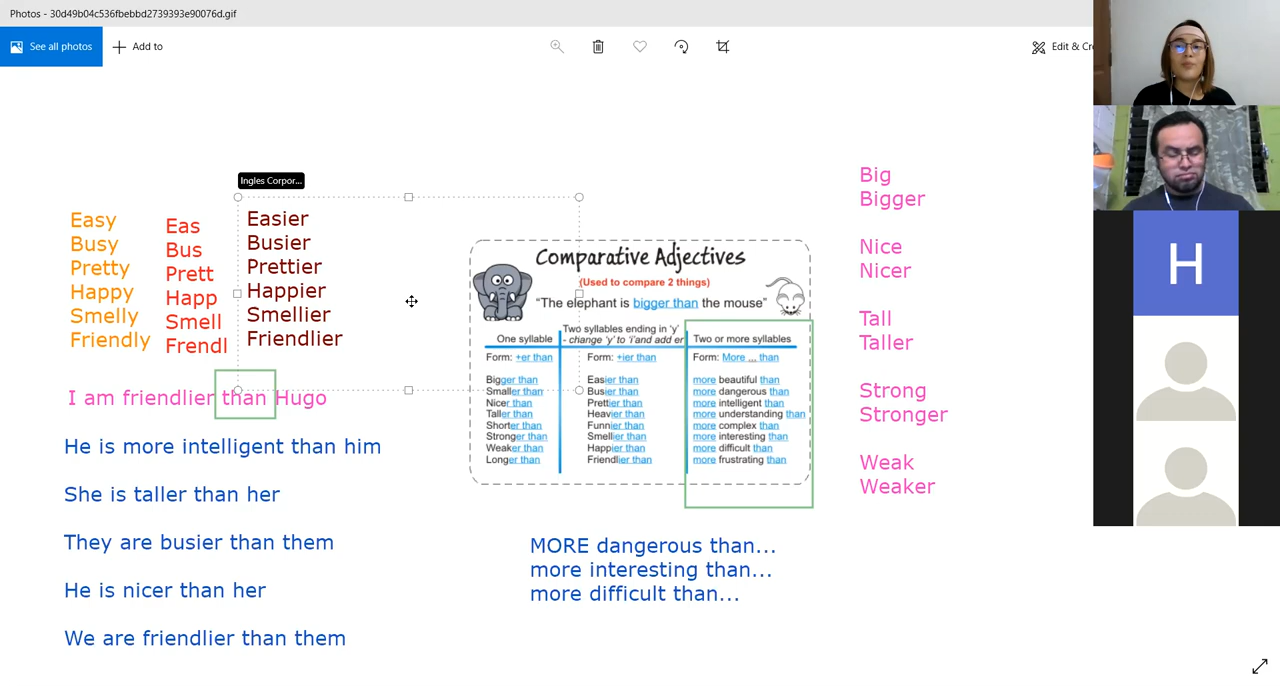 Photos - 30d49b04c536fbebbd2739393e90076d.gif
See all photos
Add to
Edit & Cr
Ingles Corpor...
Easy
Busy
Pretty
Happy
Smelly
Friendly
Eas
Bus
Prett
Happ
Smell
Frendl
Easier
Busier
Prettier
Happier
Smellier
Friendlier
I am friendlier than Hugo
He is more intelligent than him
She is taller than her
They are busier than them
He is nicer than her
We are friendlier than them
Comparative Adjectives
(Used to compare 2 things)
"The elephant is bigger than the mouse"
One syllable
Form: +er than
Bigger than
Smaller than
Nicer than
Taller than
Shorter than
Stronger than
Weaker than
Longer than
Two syllables ending in 'y'
- change 'y' to 'i'and add er
Form: +ier than
Easier than
Busier than
Prettier than
Heavier than
Funnier than
Smellier than
Happier than
Friendlier than
Two or more syllables
Form: More ... than
more beautiful than
more dangerous than
more intelligent than
more understanding than
more complex than
more interesting than
more difficult than
more frustrating than
MORE dangerous than...
more interesting than...
more difficult than...
Big
Bigger
Nice
Nicer
Tall
Taller
Strong
Stronger
Weak
Weaker
H